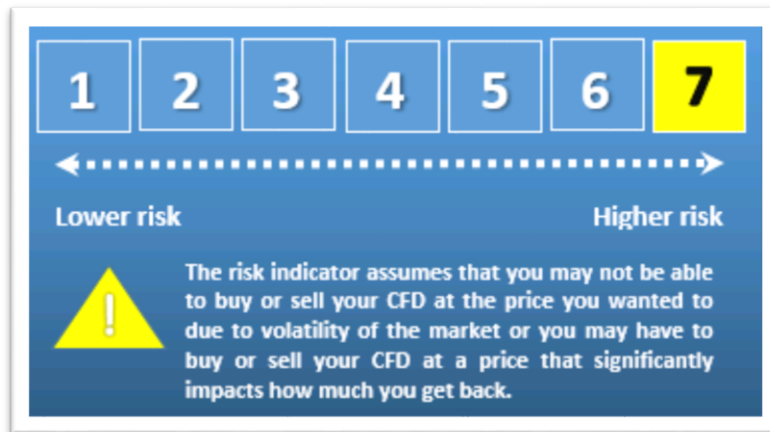 1 2 3 4 5 6 7
Lower risk Higher risk
!
The risk indicator assumes that you may not be able
to buy or sell your CFD at the price you wanted to
due to volatility of the market or you may have to
buy or sell your CFD at a price that significantly
impacts how much you get back.